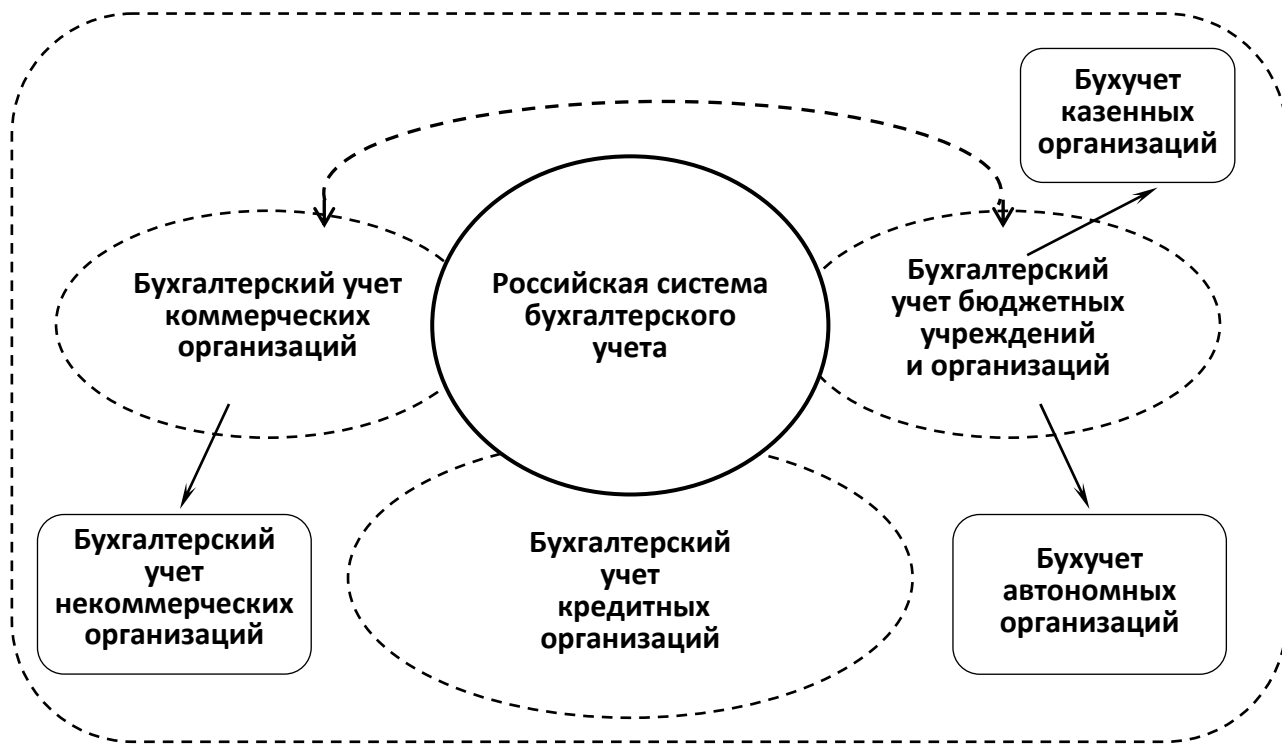 Бухучет
казенных
организаций
Бухгалтерский учет
коммерческих
организаций
Российская система
бухгалтерского
учета
Бухгалтерский
учет бюджетных
учреждений
и организаций
Бухгалтерский
учет
некоммерческих
организаций
Бухгалтерский
учет
кредитных
организаций
Бухучет
автономных
организаций